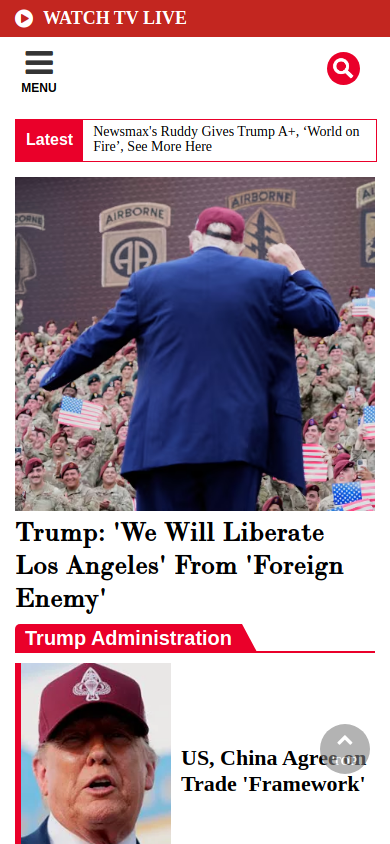 WATCH TV LIVE
MENU
Latest
Newsmax's Ruddy Gives Trump A+, ‘World on
Fire’, See More Here
AIRBORNE
AIRBORNE
Trump: 'We Will Liberate
Los Angeles' From 'Foreign
Enemy'
Trump Administration
US, China Agree on
Trade 'Framework'
TOP